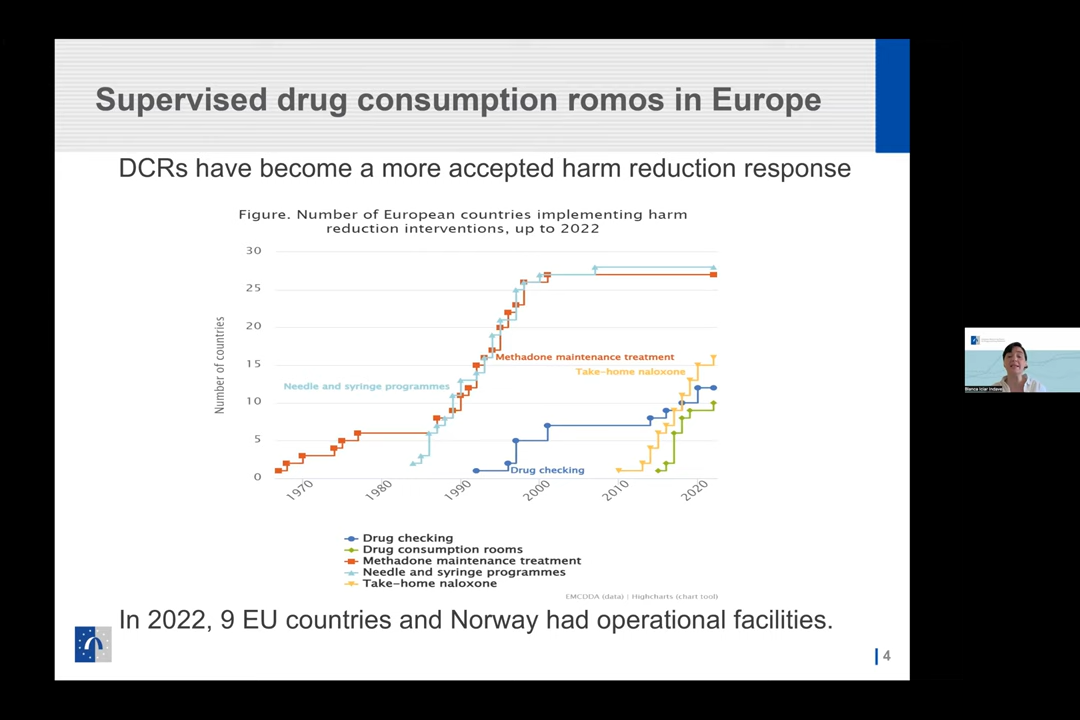 Supervised drug consumption romos in Europe
DCRs have become a more accepted harm reduction response
Figure. Number of European countries implementing harm
reduction interventions, up to 2022
30
25
20
15
10
5
0
Number of countries
Methadone maintenance treatment
Take-home naloxone
Needle and syringe programmes
Drug checking
1970
1980
1990
2000
2010
2020
Drug checking
Drug consumption rooms
Methadone maintenance treatment
Needle and syringe programmes
Take-home naloxone
EMCDDA (data) | Highcharts (chart tool)
In 2022, 9 EU countries and Norway had operational facilities.
4